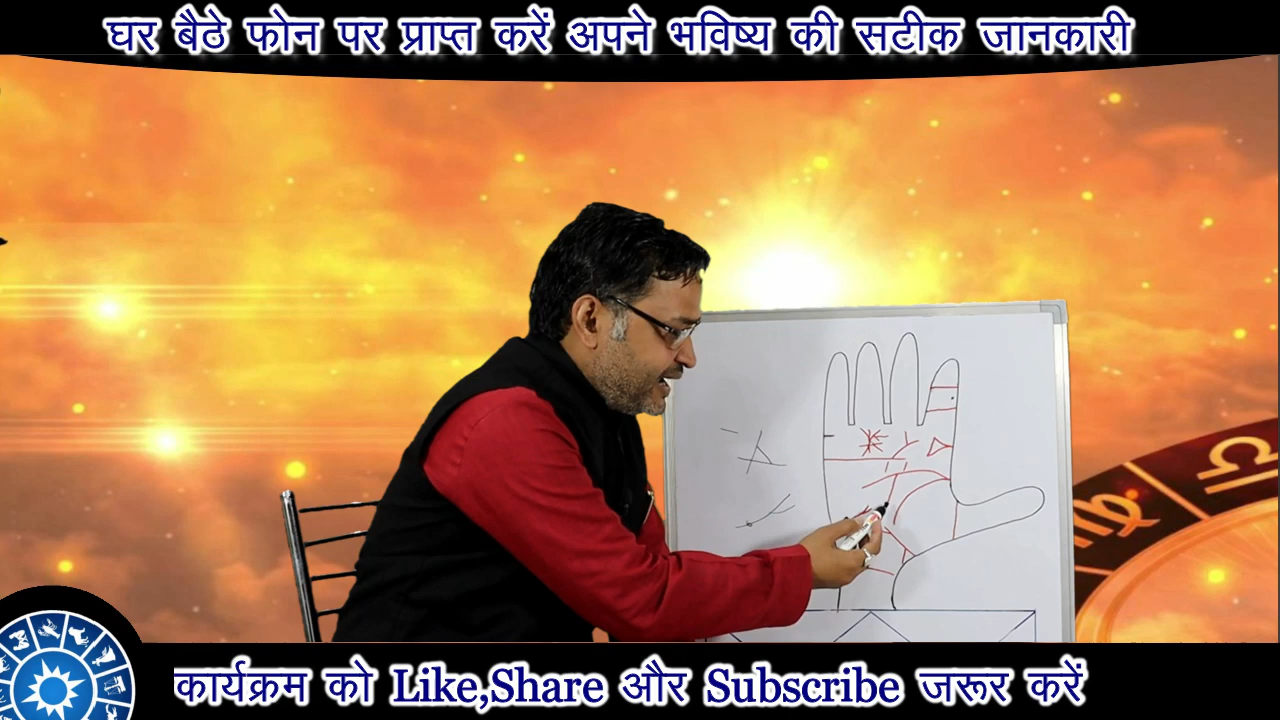 घर बैठे फोन पर प्राप्त करें अपने भविष्य की सटीक जानकारी
कार्यक्रम को Like,Share और Subscribe जरूर करें